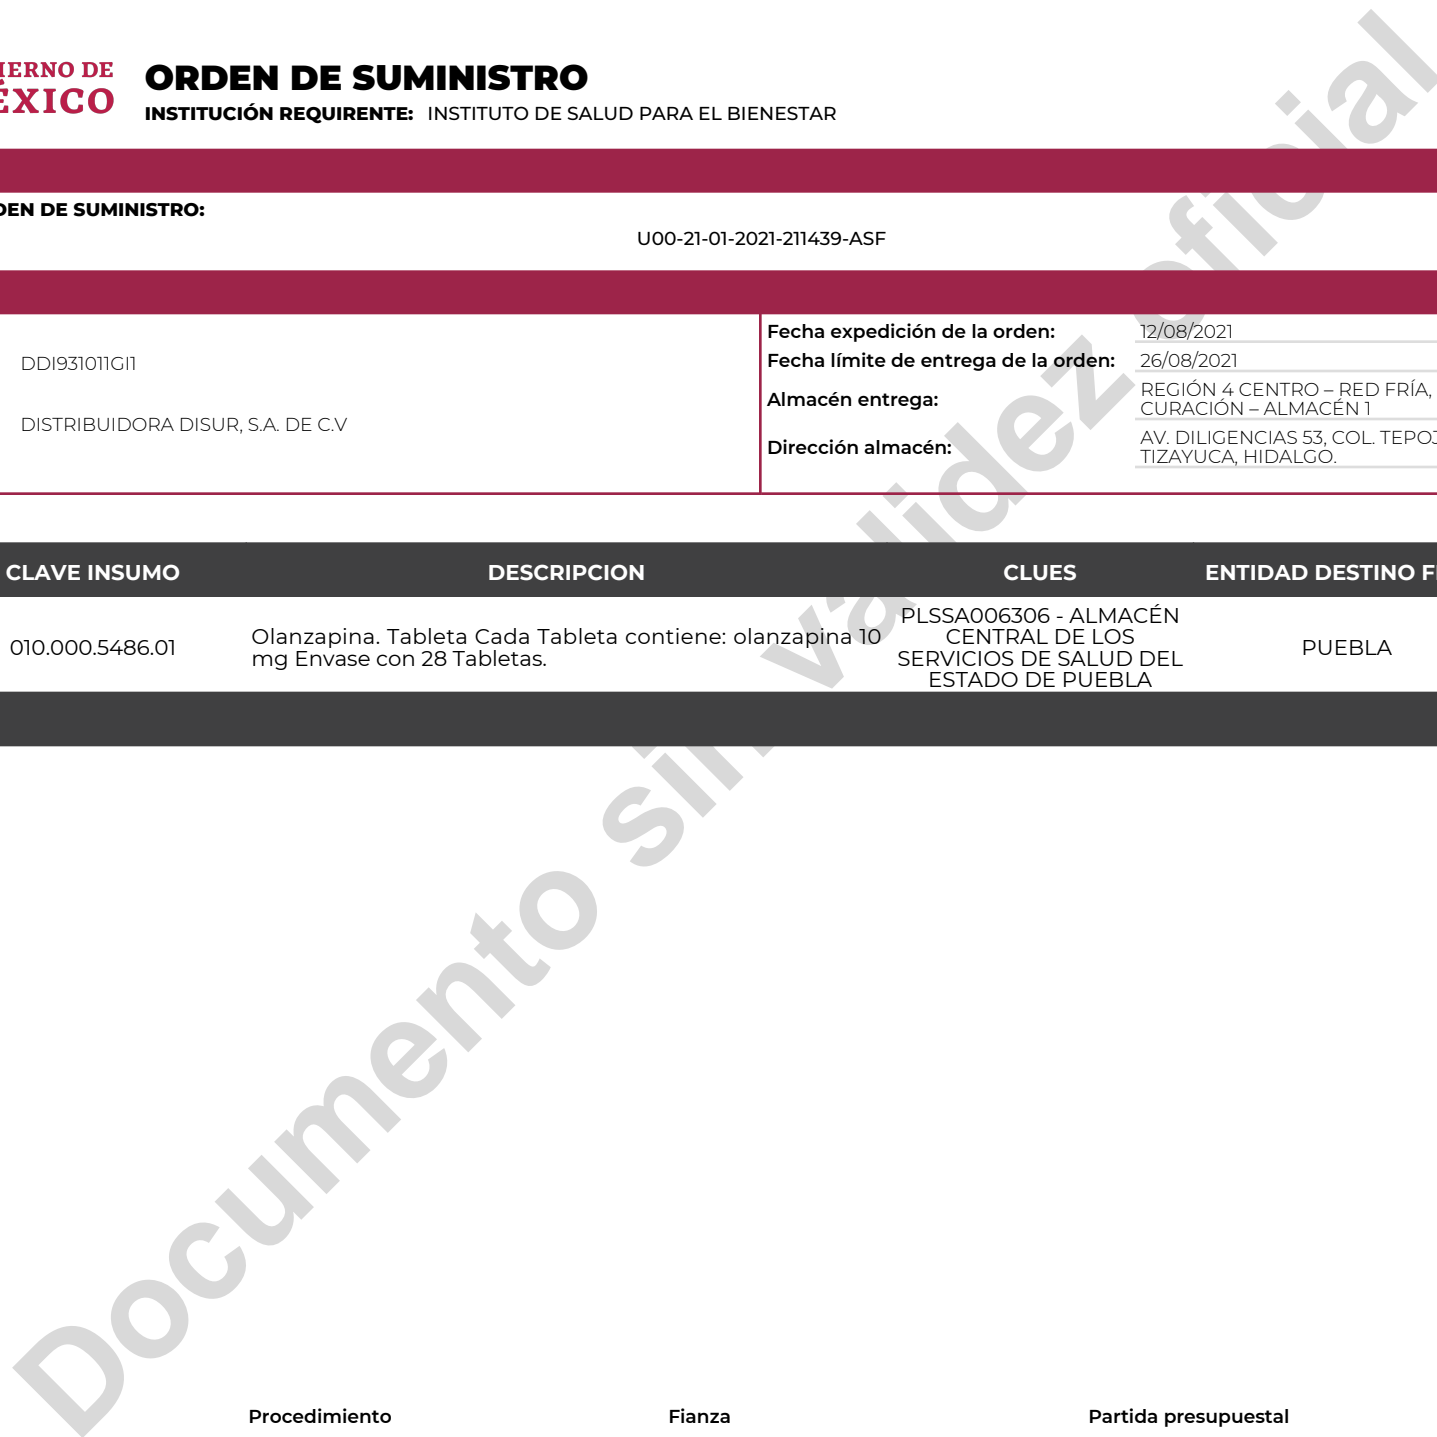 IERNO DE
ÉXICO
ORDEN DE SUMINISTRO
INSTITUCIÓN REQUIRENTE: INSTITUTO DE SALUD PARA EL BIENESTAR
DEN DE SUMINISTRO:
U00-21-01-2021-211439-ASF
DDI931011GI1
DISTRIBUIDORA DISUR, S.A. DE C.V
Fecha expedición de la orden: 12/08/2021
Fecha límite de entrega de la orden: 26/08/2021
Almacén entrega: REGIÓN 4 CENTRO – RED FRÍA,
CURACIÓN – ALMACÉN 1
Dirección almacén: AV. DILIGENCIAS 53, COL. TEPOJ
TIZAYUCA, HIDALGO.
CLAVE INSUMO DESCRIPCION CLUES ENTIDAD DESTINO F
010.000.5486.01
Olanzapina. Tableta Cada Tableta contiene: olanzapina 10
mg Envase con 28 Tabletas.
PLSSA006306 - ALMACÉN
CENTRAL DE LOS
SERVICIOS DE SALUD DEL
ESTADO DE PUEBLA
PUEBLA
Documento sin validez oficial
Procedimiento Fianza Partida presupuestal